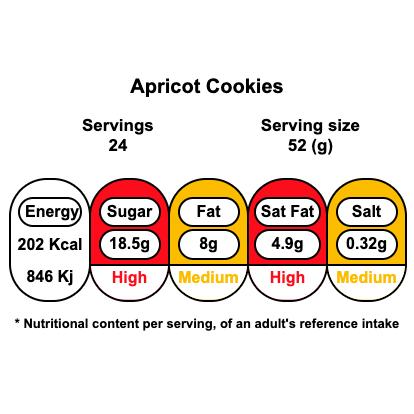 Apricot Cookies
Servings Serving size
24 52 (g)
Energy Sugar Fat Sat Fat Salt
202 Kcal 18.5g 8g 4.9g 0.32g
846 Kj High Medium High Medium
* Nutritional content per serving, of an adult's reference intake